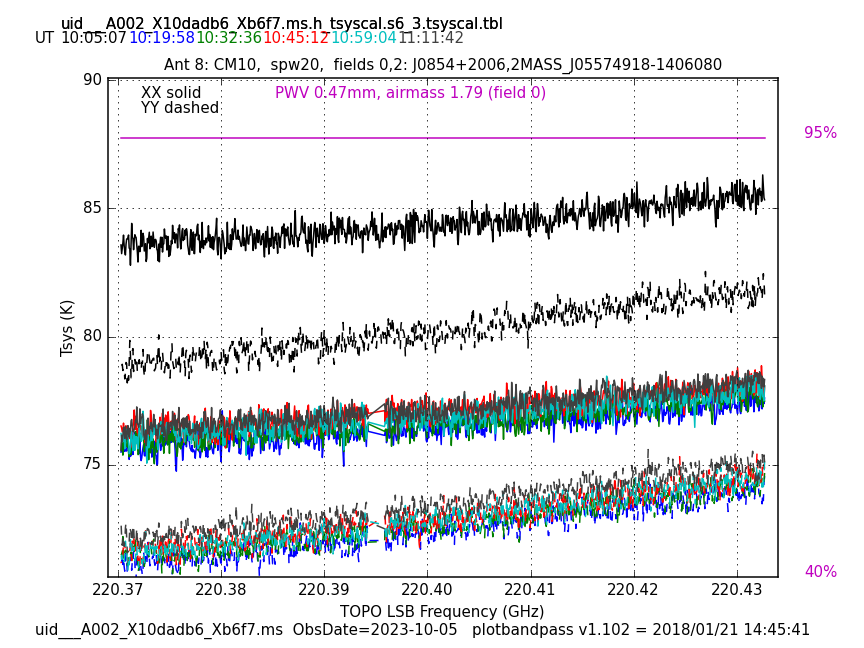 uid___A002_X10dadb6_Xb6f7.ms.h_tsyscal.s6_3.tsyscal.tbl
UT 10:05:07 10:19:58 10:32:36 10:45:12 10:59:04 11:11:42
Ant 8: CM10,  spw20,  fields 0,2: J0854+2006,2MASS_J05574918-1406080
90
XX solid
PWV 0.47mm, airmass 1.79 (field 0)
YY dashed
95%
85
Tsys (K)
80
75
40%
220.37 220.38 220.39 220.40 220.41 220.42 220.43
TOPO LSB Frequency (GHz)
uid___A002_X10dadb6_Xb6f7.ms  ObsDate=2023-10-05   plotbandpass v1.102 = 2018/01/21 14:45:41